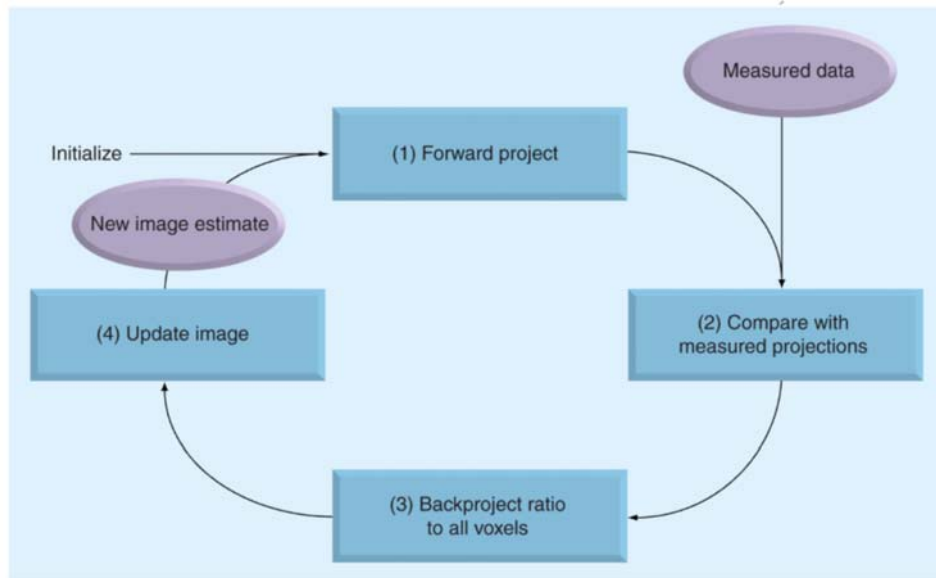 Measured data
Initialize
(1) Forward project
New image estimate
(4) Update image
(2) Compare with
measured projections
(3) Backproject ratio
to all voxels